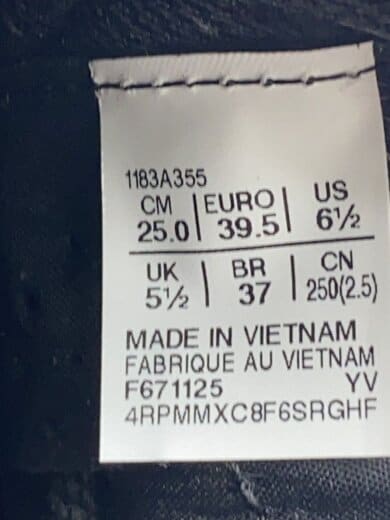 1183A355
CM | EURO | US
25.0 | 39.5 | 6½
UK | BR | CN
5½ | 37 | 250(2.5)
MADE IN VIETNAM
FABRIQUE AU VIETNAM
F671125 YV
4RPMMXC8F6SRGHF